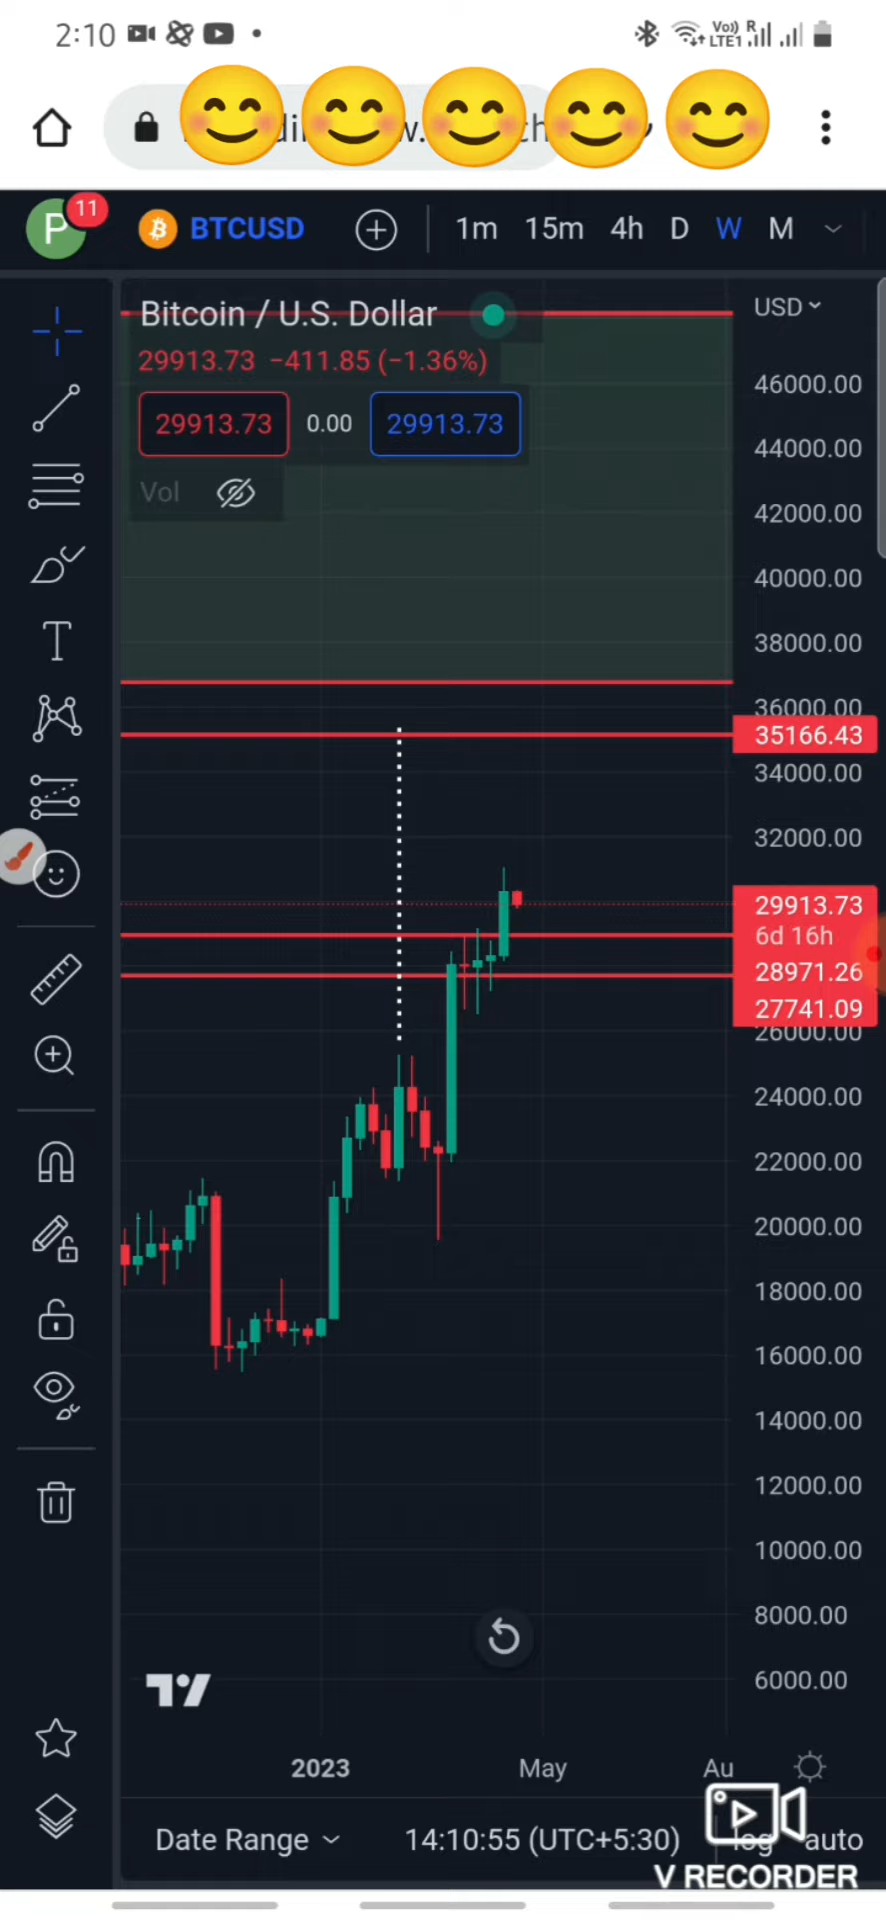 2:10
Vo)) R
LTE1
11
P
BTCUSD
1m 15m 4h D W M
Bitcoin / U.S. Dollar
USD
29913.73 −411.85 (−1.36%)
29913.73 0.00 29913.73
Vol
46000.00
44000.00
42000.00
40000.00
38000.00
36000.00
35166.43
34000.00
32000.00
29913.73
6d 16h
28971.26
27741.09
26000.00
24000.00
22000.00
20000.00
18000.00
16000.00
14000.00
12000.00
10000.00
8000.00
6000.00
2023 May Au
Date Range 14:10:55 (UTC+5:30) log auto
V RECORDER